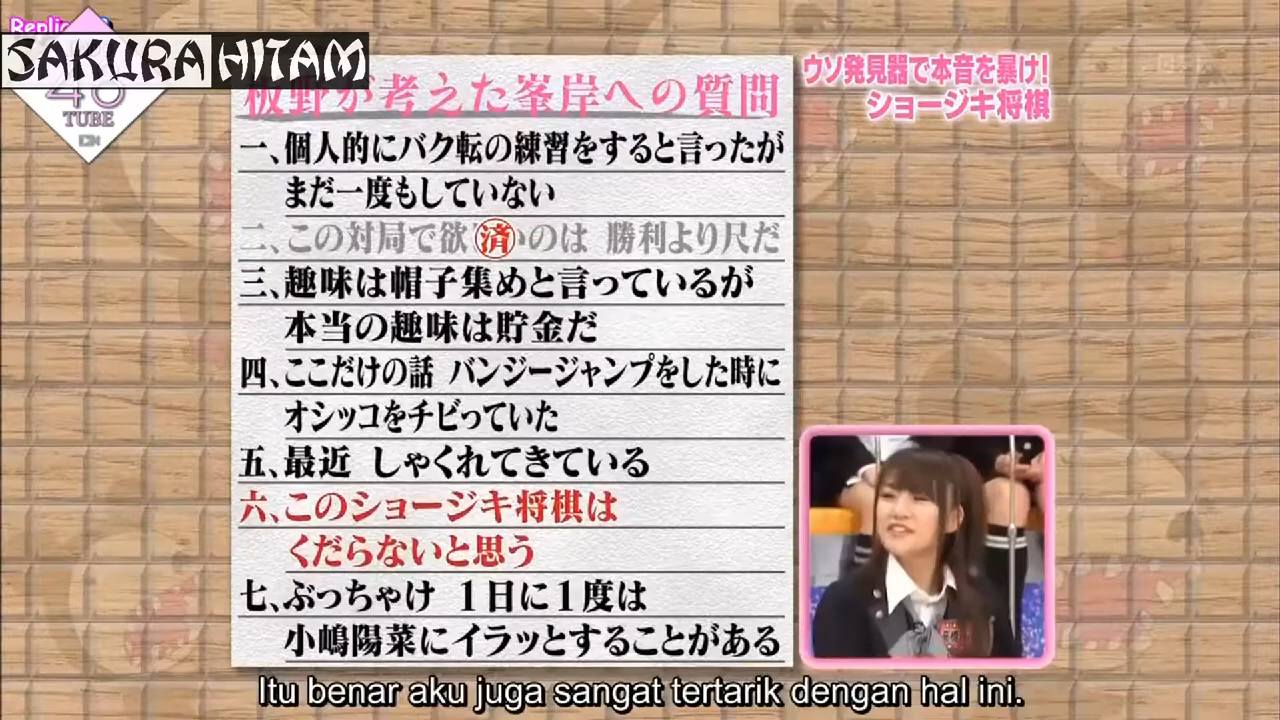 SAKURA HITAM
48
TUBE
ウソ発見器で本音を暴け!
ショージキ将棋
板野が考えた峯岸への質問
一、個人的にバク転の練習をすると言ったが
まだ一度もしていない
二、この対局で欲 済 のは 勝利より尺だ
三、趣味は帽子集めと言っているが
本当の趣味は貯金だ
四、ここだけの話 バンジージャンプをした時に
オシッコをチビっていた
五、最近 しゃくれてきている
六、このショージキ将棋は
くだらないと思う
七、ぶっちゃけ 1日に1度は
小嶋陽菜にイラッとすることがある
Itu benar aku juga sangat tertarik dengan hal ini.